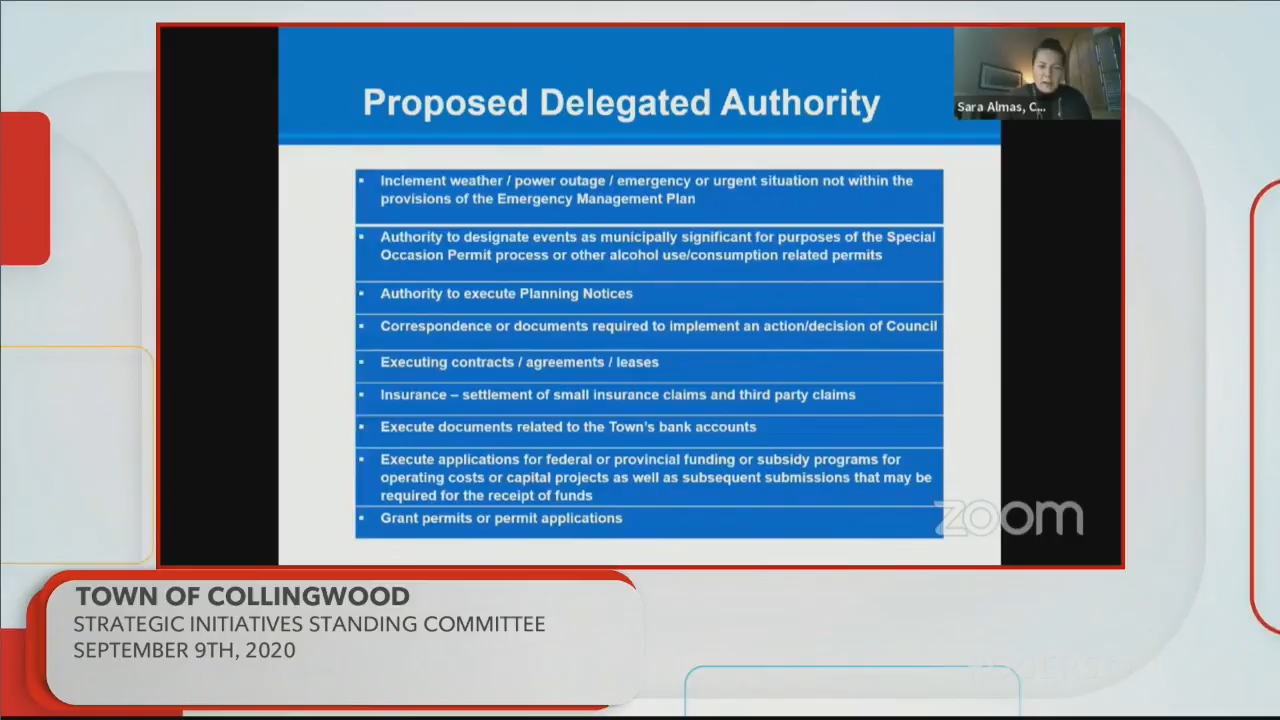 Proposed Delegated Authority
Sara Almas, C...
▪ Inclement weather / power outage / emergency or urgent situation not within the
provisions of the Emergency Management Plan
▪ Authority to designate events as municipally significant for purposes of the Special
Occasion Permit process or other alcohol use/consumption related permits
▪ Authority to execute Planning Notices
▪ Correspondence or documents required to implement an action/decision of Council
▪ Executing contracts / agreements / leases
▪ Insurance – settlement of small insurance claims and third party claims
▪ Execute documents related to the Town's bank accounts
▪ Execute applications for federal or provincial funding or subsidy programs for
operating costs or capital projects as well as subsequent submissions that may be
required for the receipt of funds
▪ Grant permits or permit applications
zoom
TOWN OF COLLINGWOOD
STRATEGIC INITIATIVES STANDING COMMITTEE
SEPTEMBER 9TH, 2020